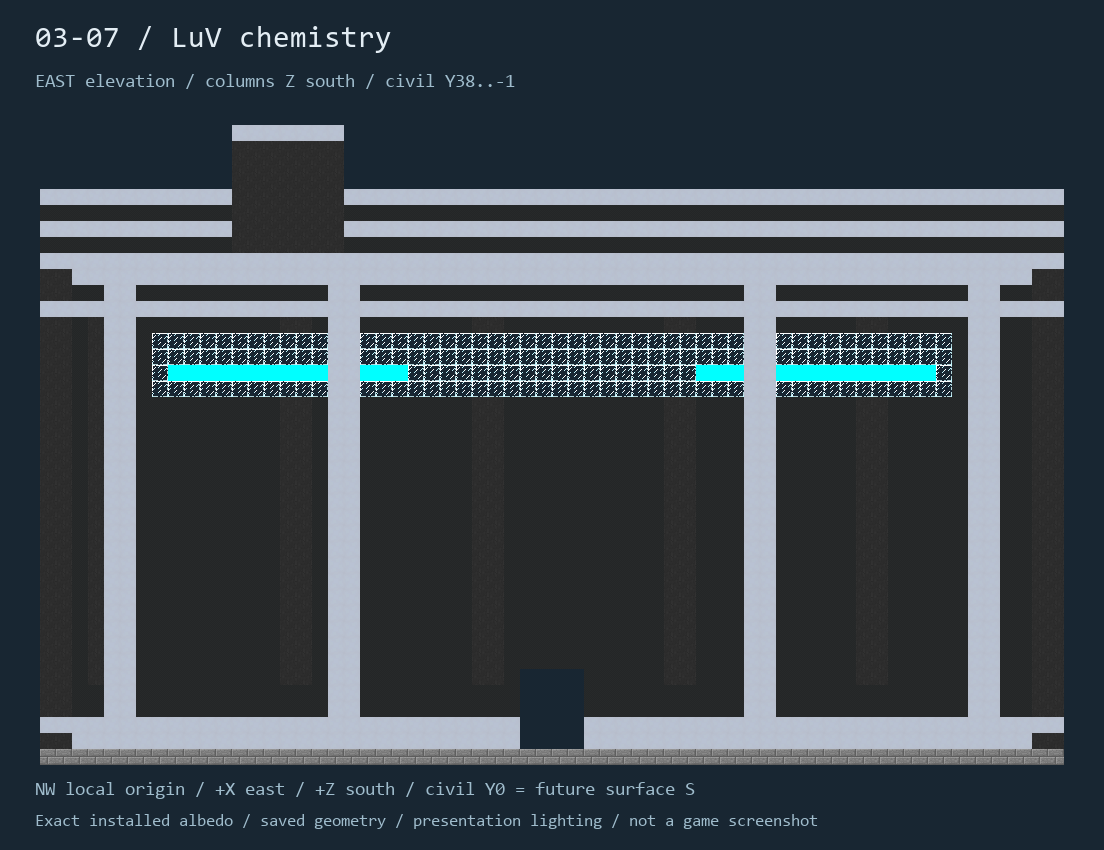 03-07 / LuV chemistry
EAST elevation / columns Z south / civil Y38..-1
NW local origin / +X east / +Z south / civil Y0 = future surface S
Exact installed albedo / saved geometry / presentation lighting / not a game screenshot